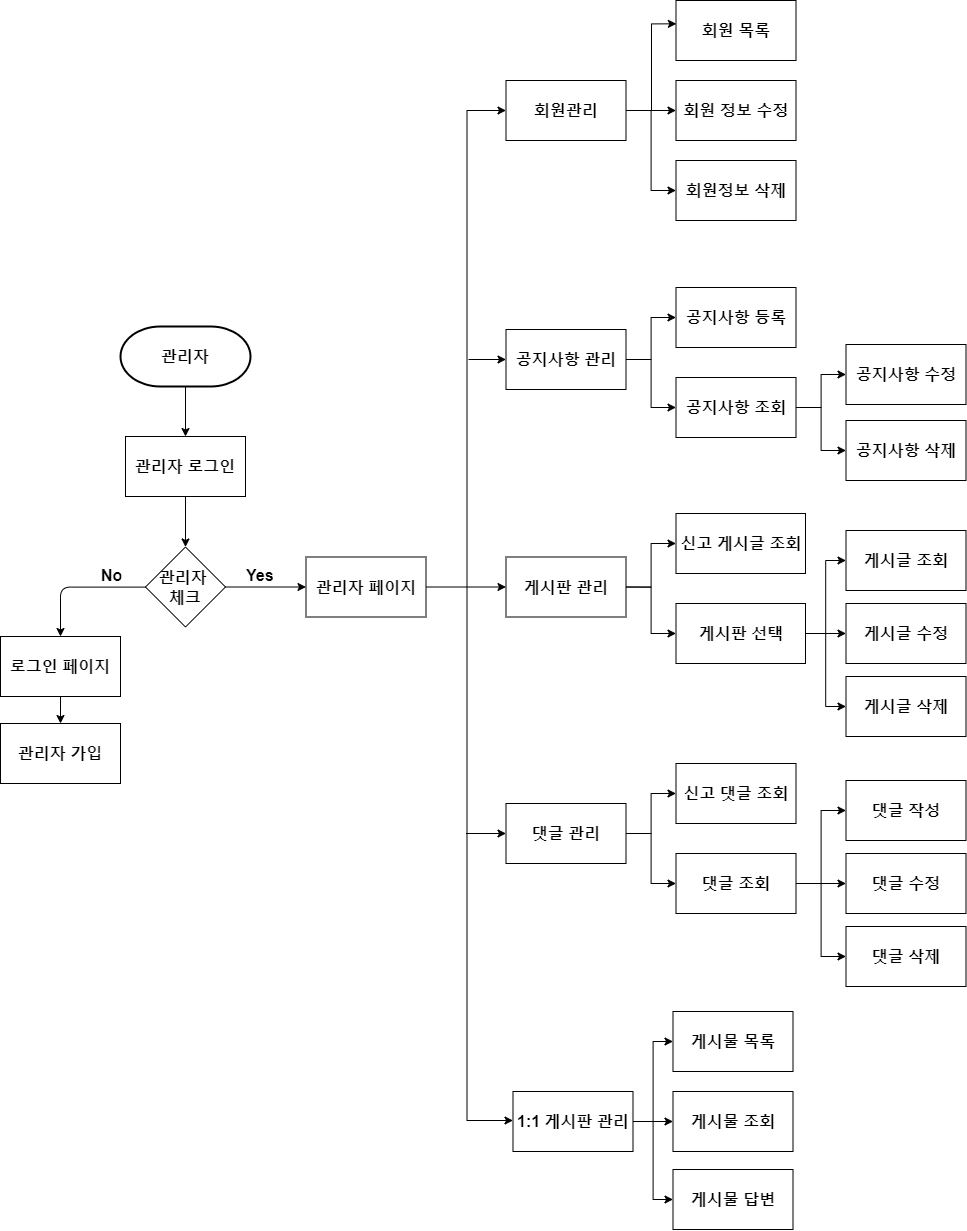 회원 목록
회원관리
회원 정보 수정
회원정보 삭제
공지사항 등록
관리자
공지사항 관리
공지사항 수정
공지사항 조회
공지사항 삭제
관리자 로그인
신고 게시글 조회
게시글 조회
No
관리자
체크
Yes
관리자 페이지
게시판 관리
게시판 선택
게시글 수정
로그인 페이지
게시글 삭제
관리자 가입
신고 댓글 조회
댓글 작성
댓글 관리
댓글 조회
댓글 수정
댓글 삭제
게시물 목록
1:1 게시판 관리
게시물 조회
게시물 답변